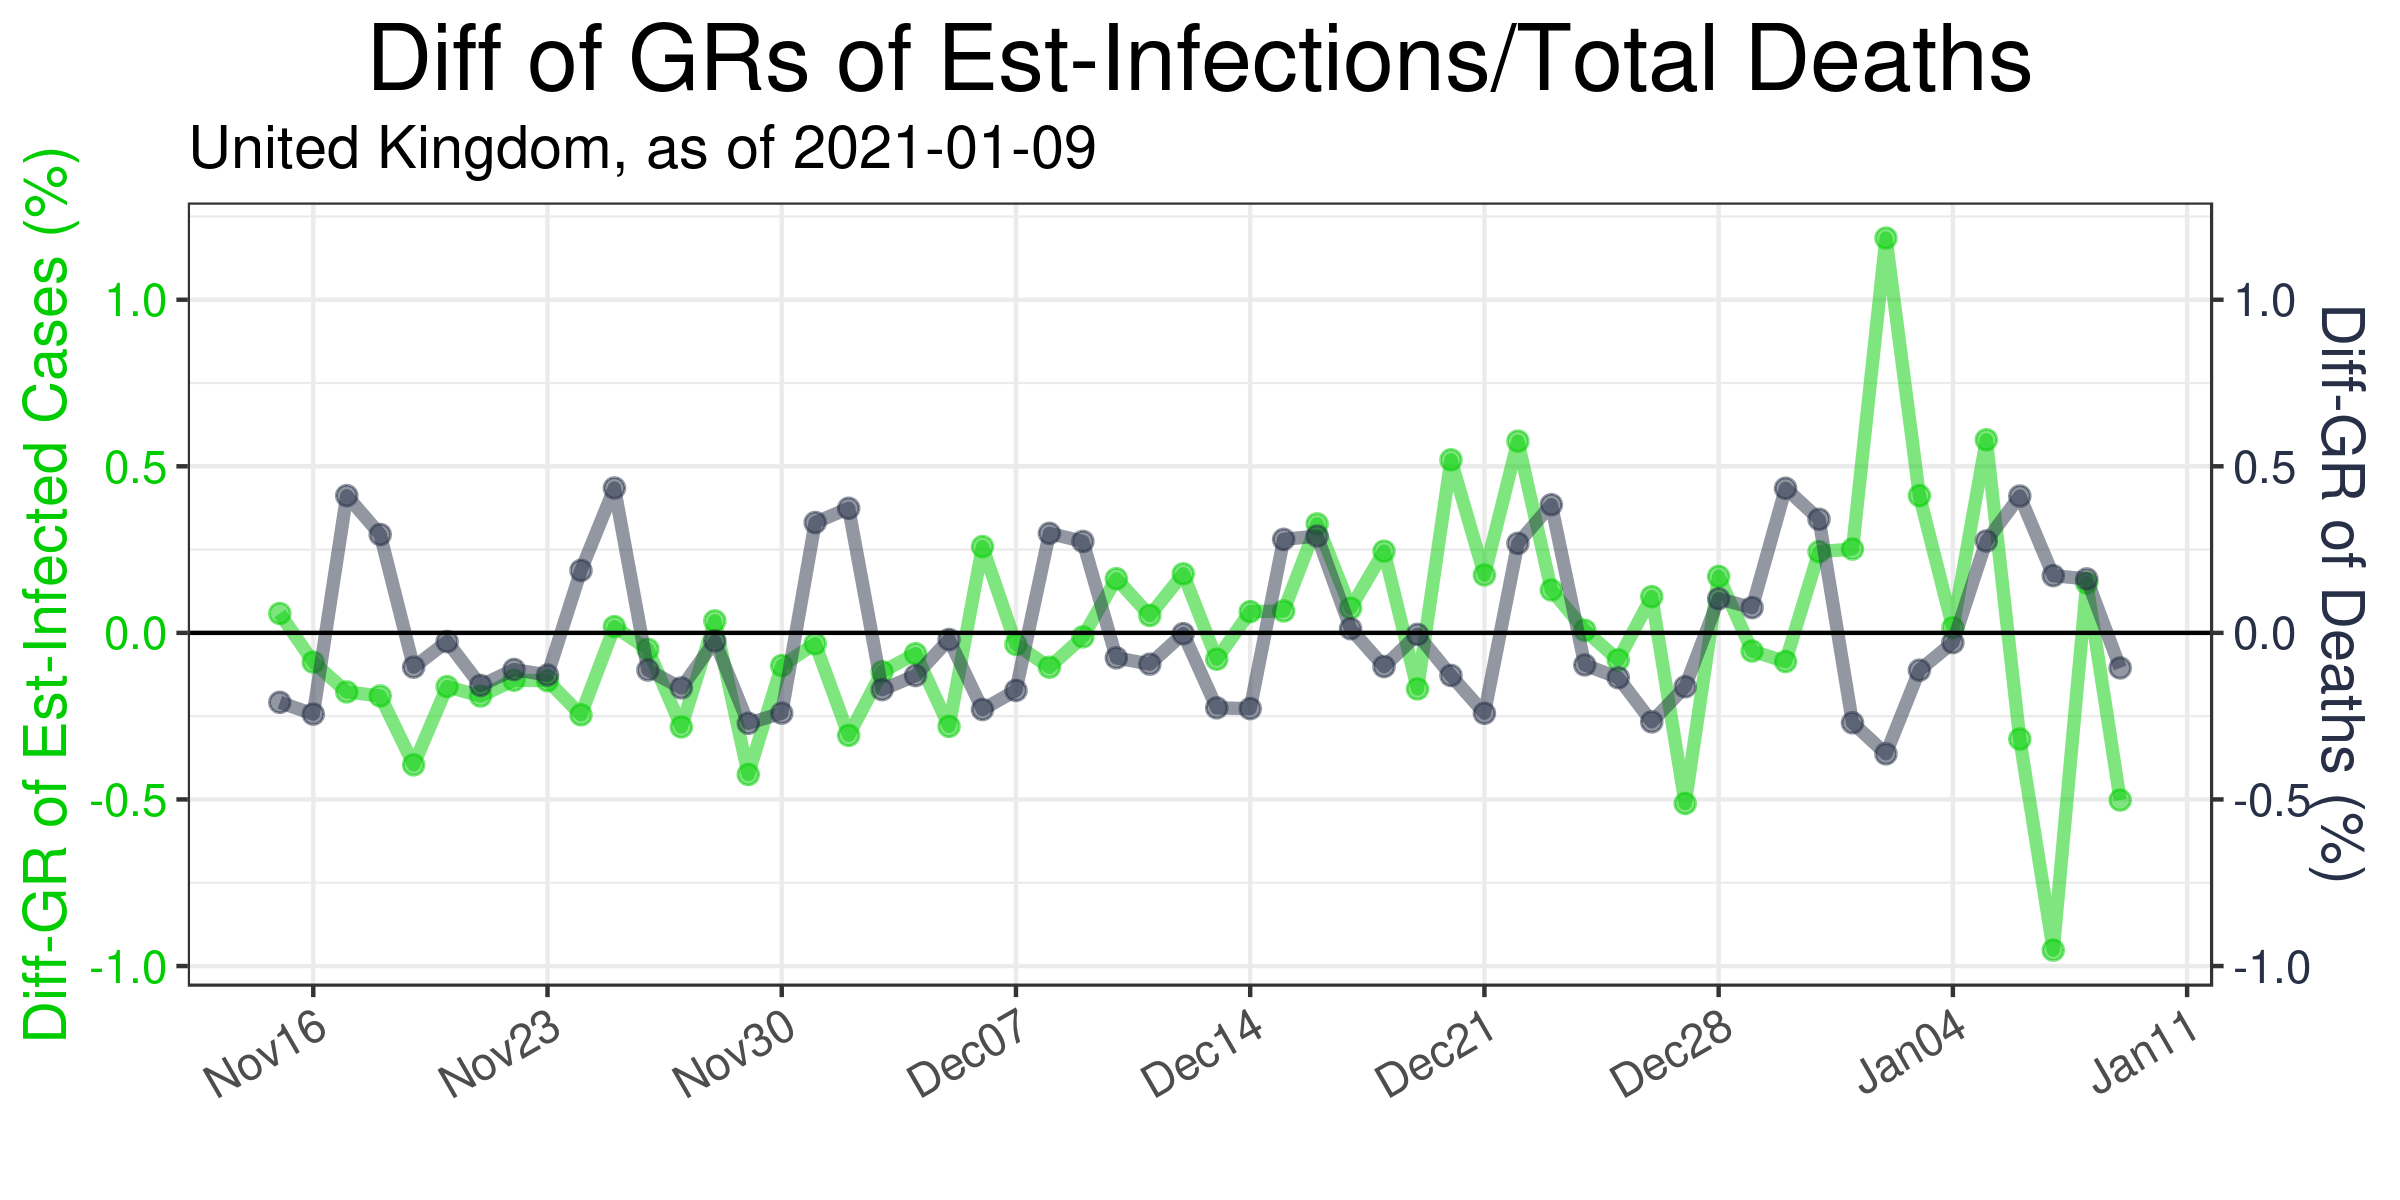 Diff of GRs of Est-Infections/Total Deaths
United Kingdom, as of 2021-01-09
Diff-GR of Est-Infected Cases (%)
1.0
0.5
0.0
-0.5
-1.0
1.0
0.5
0.0
-0.5
-1.0
Diff-GR of Deaths (%)
Nov16
Nov23
Nov30
Dec07
Dec14
Dec21
Dec28
Jan04
Jan11